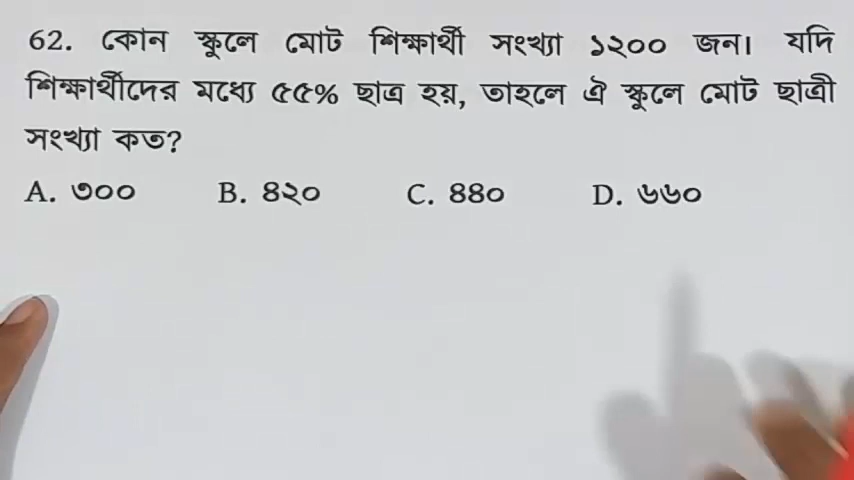 62. কোন স্কুলে মোট শিক্ষার্থী সংখ্যা ১২০০ জন। যদি
শিক্ষার্থীদের মধ্যে ৫৫% ছাত্র হয়, তাহলে ঐ স্কুলে মোট ছাত্রী
সংখ্যা কত?
A. ৩০০ B. ৪২০ C. ৪৪০ D. ৬৬০